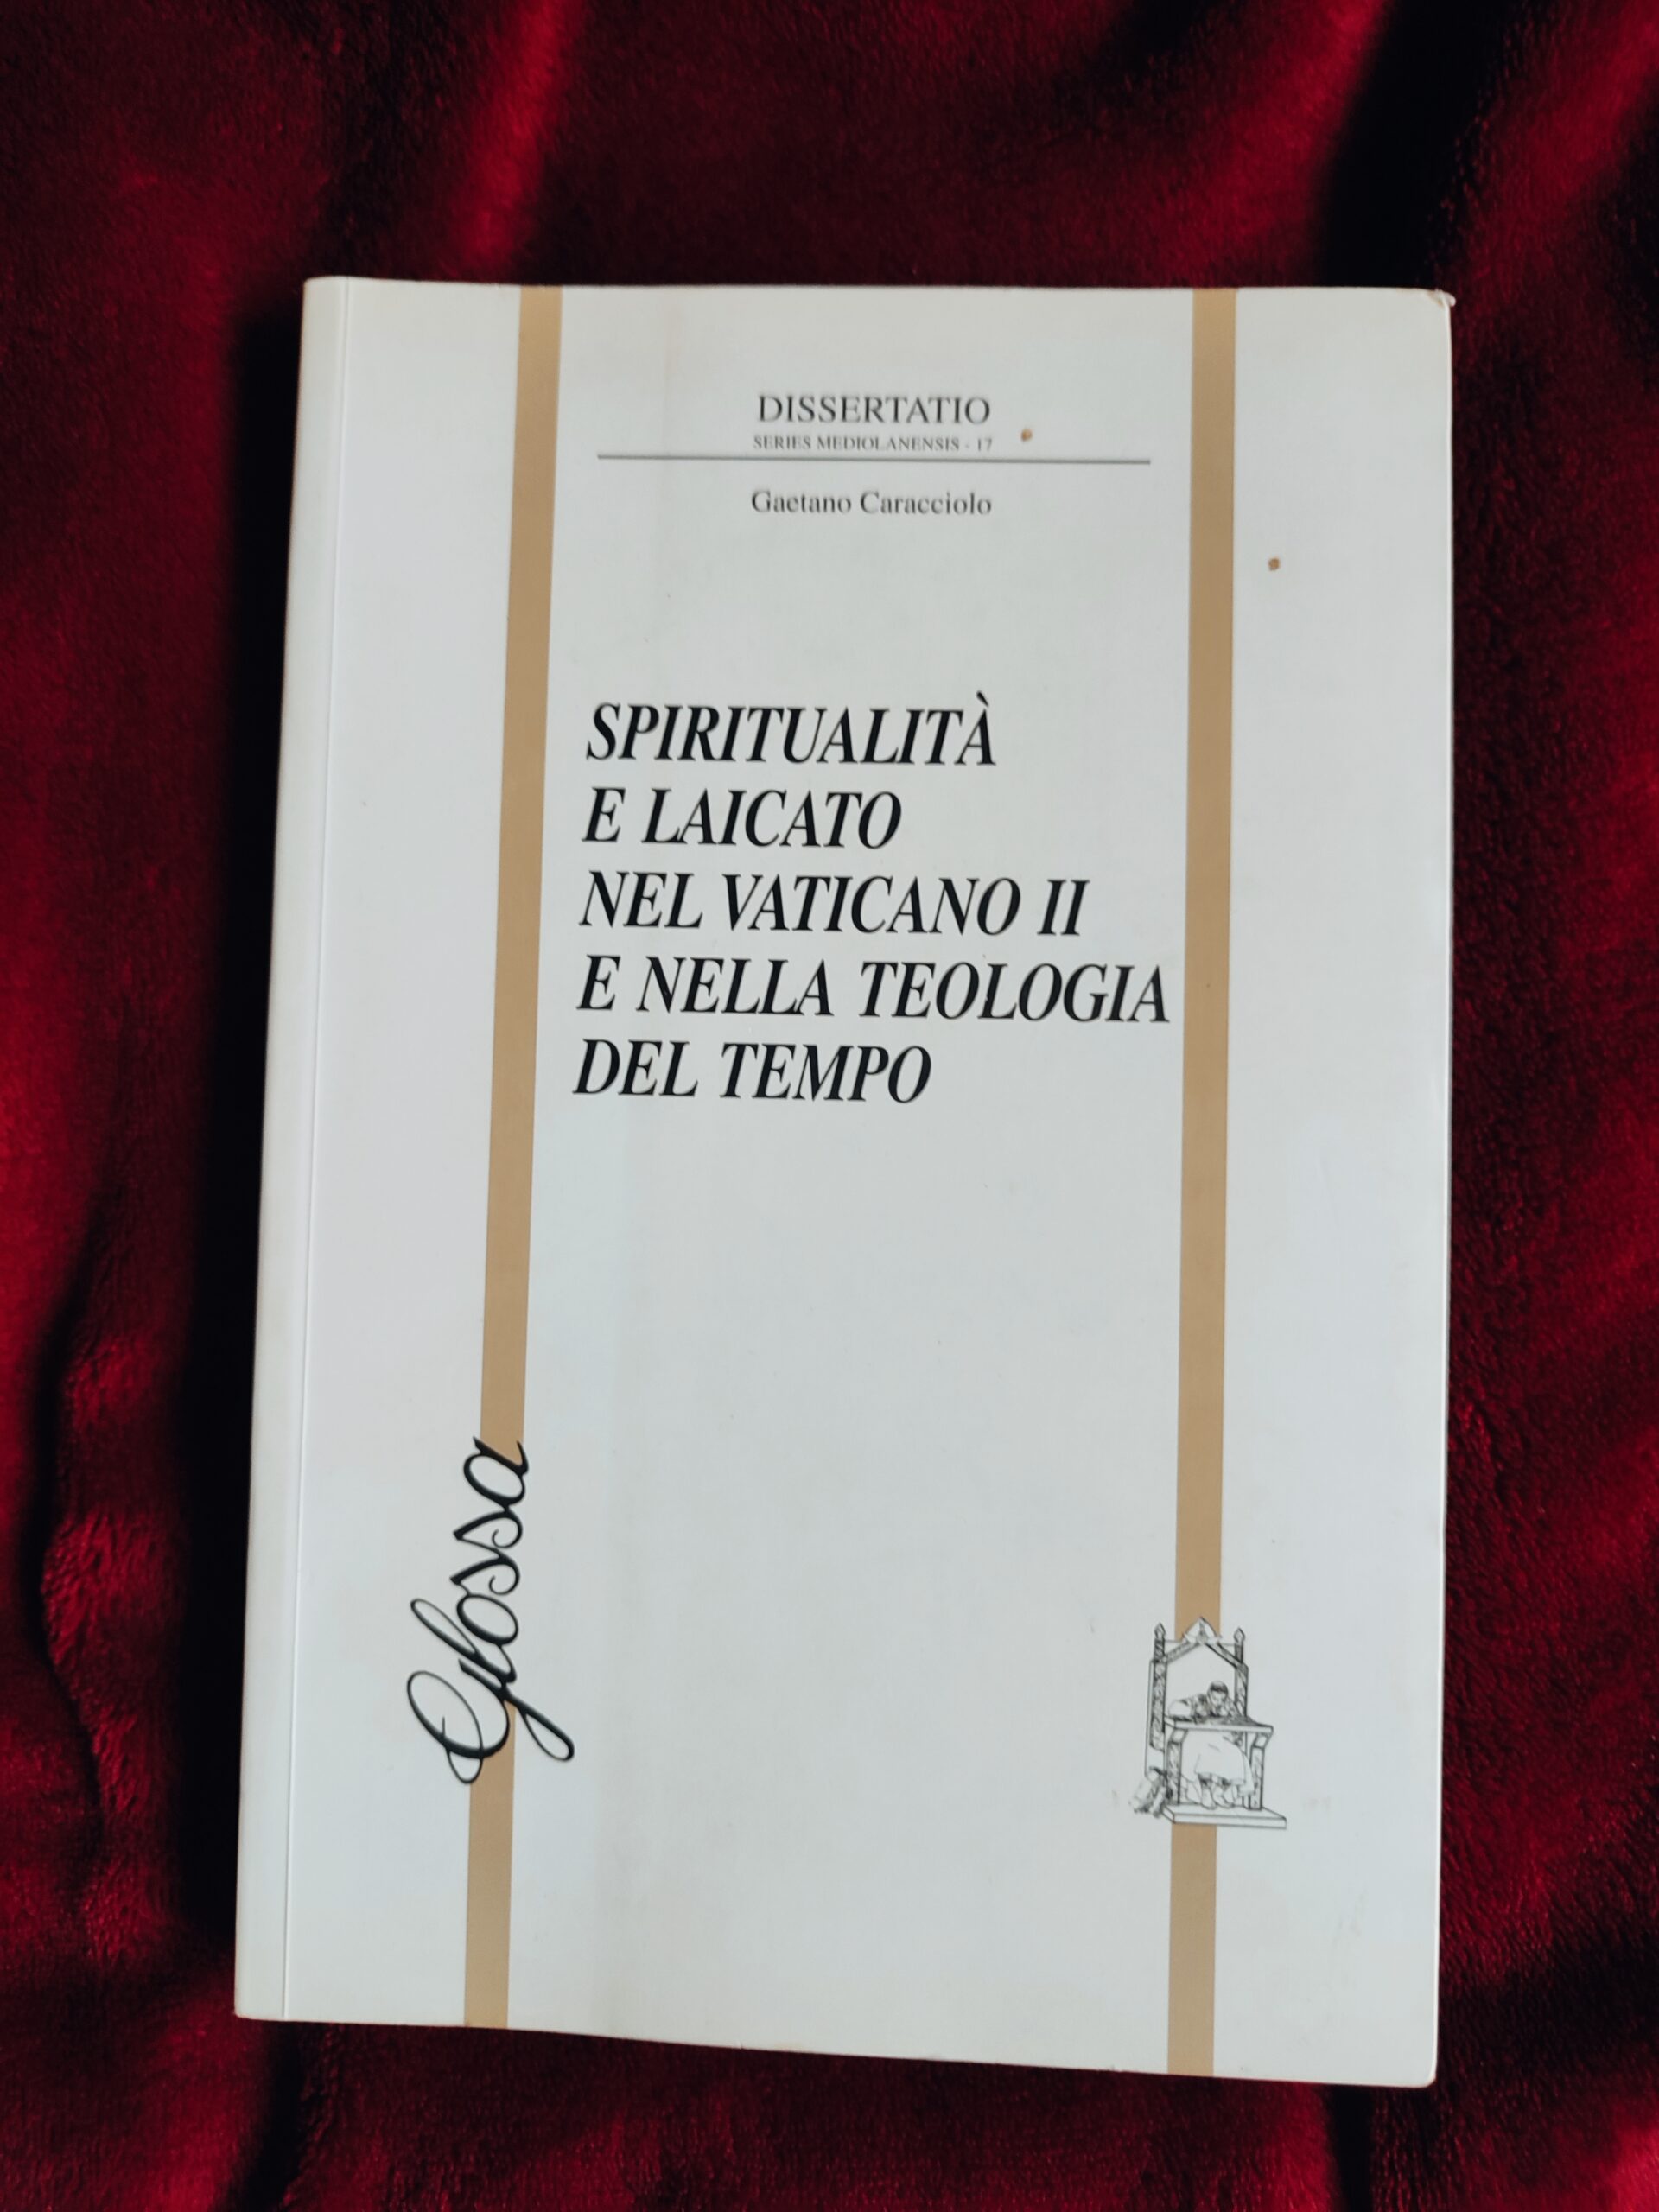 DISSERTATIO
SERIES MEDIOLANENSIS - 17
Gaetano Caracciolo
SPIRITUALITÀ
E LAICATO
NEL VATICANO II
E NELLA TEOLOGIA
DEL TEMPO
Glossa